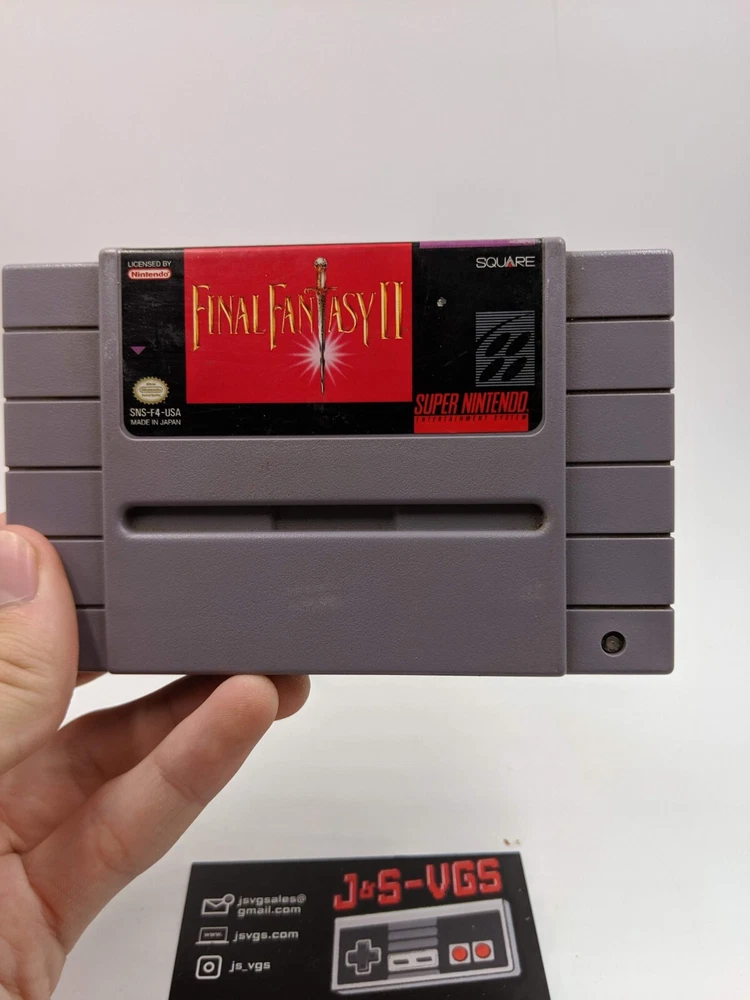 LICENSED BY
Nintendo
FINAL FANTASY II
SQUARE
SNS-F4-USA
MADE IN JAPAN
SUPER NINTENDO
ENTERTAINMENT SYSTEM
J&S-VGS
jsvgsales@
gmail.com
www.
jsvgs.com
js_vgs